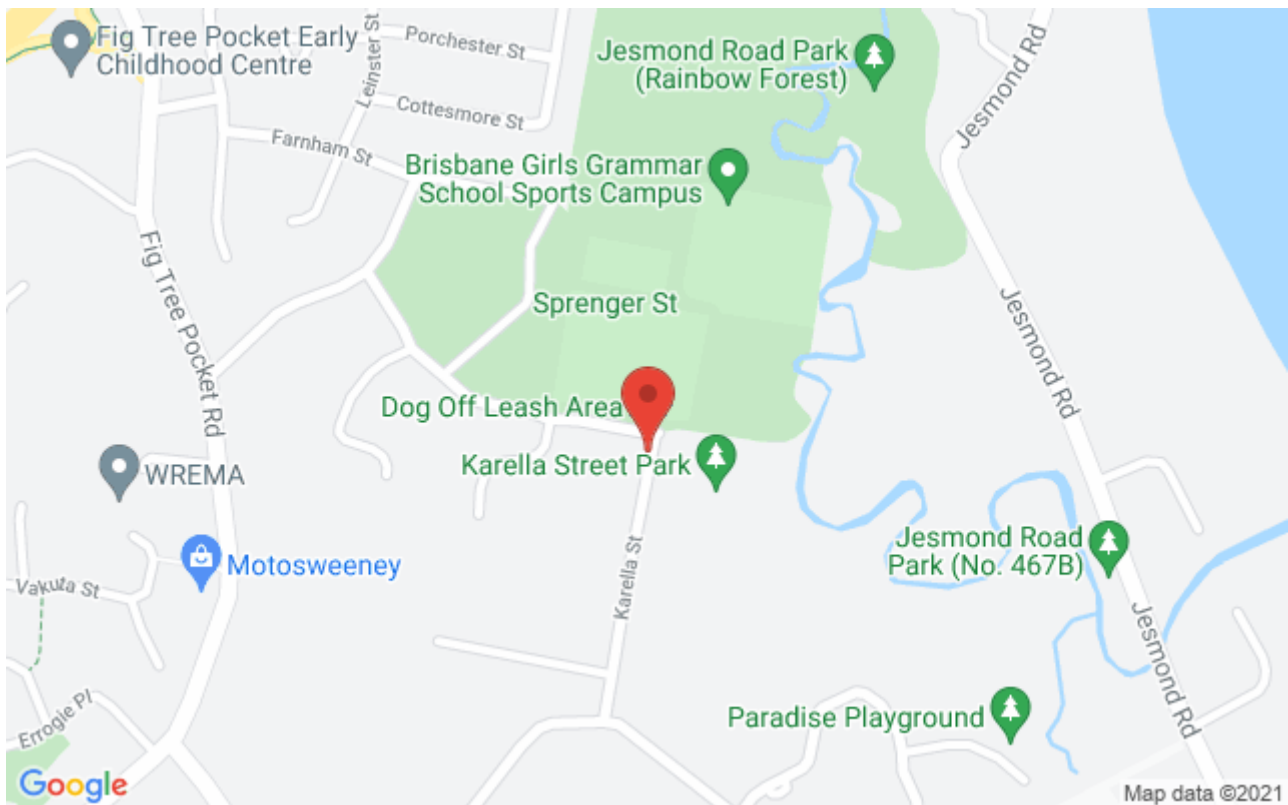 Fig Tree Pocket Early
Childhood Centre
Leinster St
Porchester St
Cottesmore St
Farnham St
Jesmond Road Park
(Rainbow Forest)
Jesmond Rd
Brisbane Girls Grammar
School Sports Campus
Fig Tree Pocket Rd
Sprenger St
Jesmond Rd
Dog Off Leash Area
Karella Street Park
WREMA
Motosweeney
Vakuta St
Karella St
Jesmond Road
Park (No. 467B)
Jesmond Rd
Errogie Pl
Paradise Playground
Google
Map data ©2021